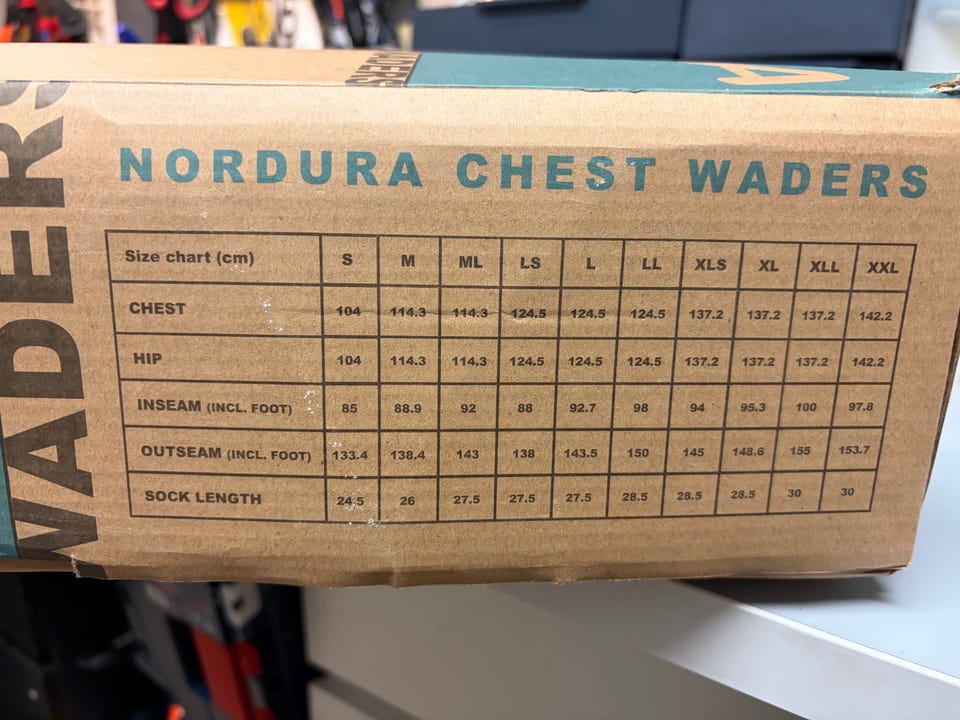 WADERS
NORDURA CHEST WADERS
Size chart (cm) S M ML LS L LL XLS XL XLL XXL
CHEST 104 114.3 114.3 124.5 124.5 124.5 137.2 137.2 137.2 142.2
HIP 104 114.3 114.3 124.5 124.5 124.5 137.2 137.2 137.2 142.2
INSEAM (INCL. FOOT) 85 88.9 92 88 92.7 98 94 95.3 100 97.8
OUTSEAM (INCL. FOOT) 133.4 138.4 143 138 143.5 150 145 148.6 155 153.7
SOCK LENGTH 24.5 26 27.5 27.5 27.5 28.5 28.5 28.5 30 30